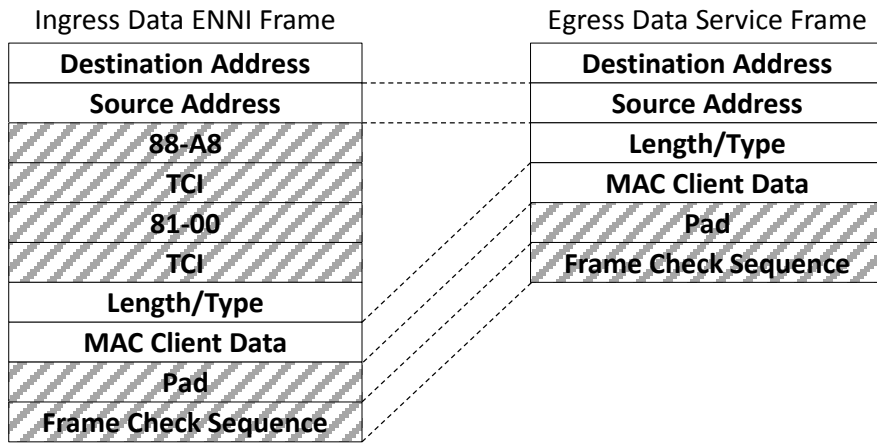 Ingress Data ENNI Frame
Destination Address
Source Address
88-A8
TCI
81-00
TCI
Length/Type
MAC Client Data
Pad
Frame Check Sequence
Egress Data Service Frame
Destination Address
Source Address
Length/Type
MAC Client Data
Pad
Frame Check Sequence